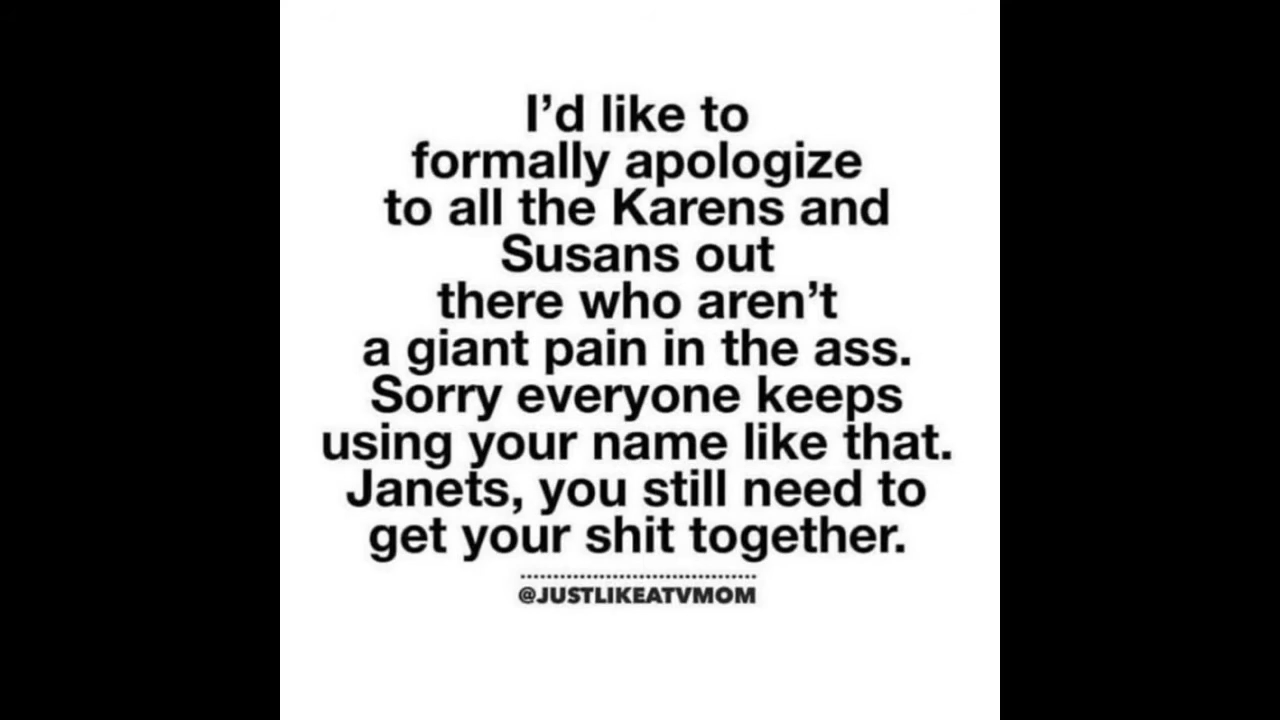 I’d like to
formally apologize
to all the Karens and
Susans out
there who aren’t
a giant pain in the ass.
Sorry everyone keeps
using your name like that.
Janets, you still need to
get your shit together.
@JUSTLIKEATVMOM